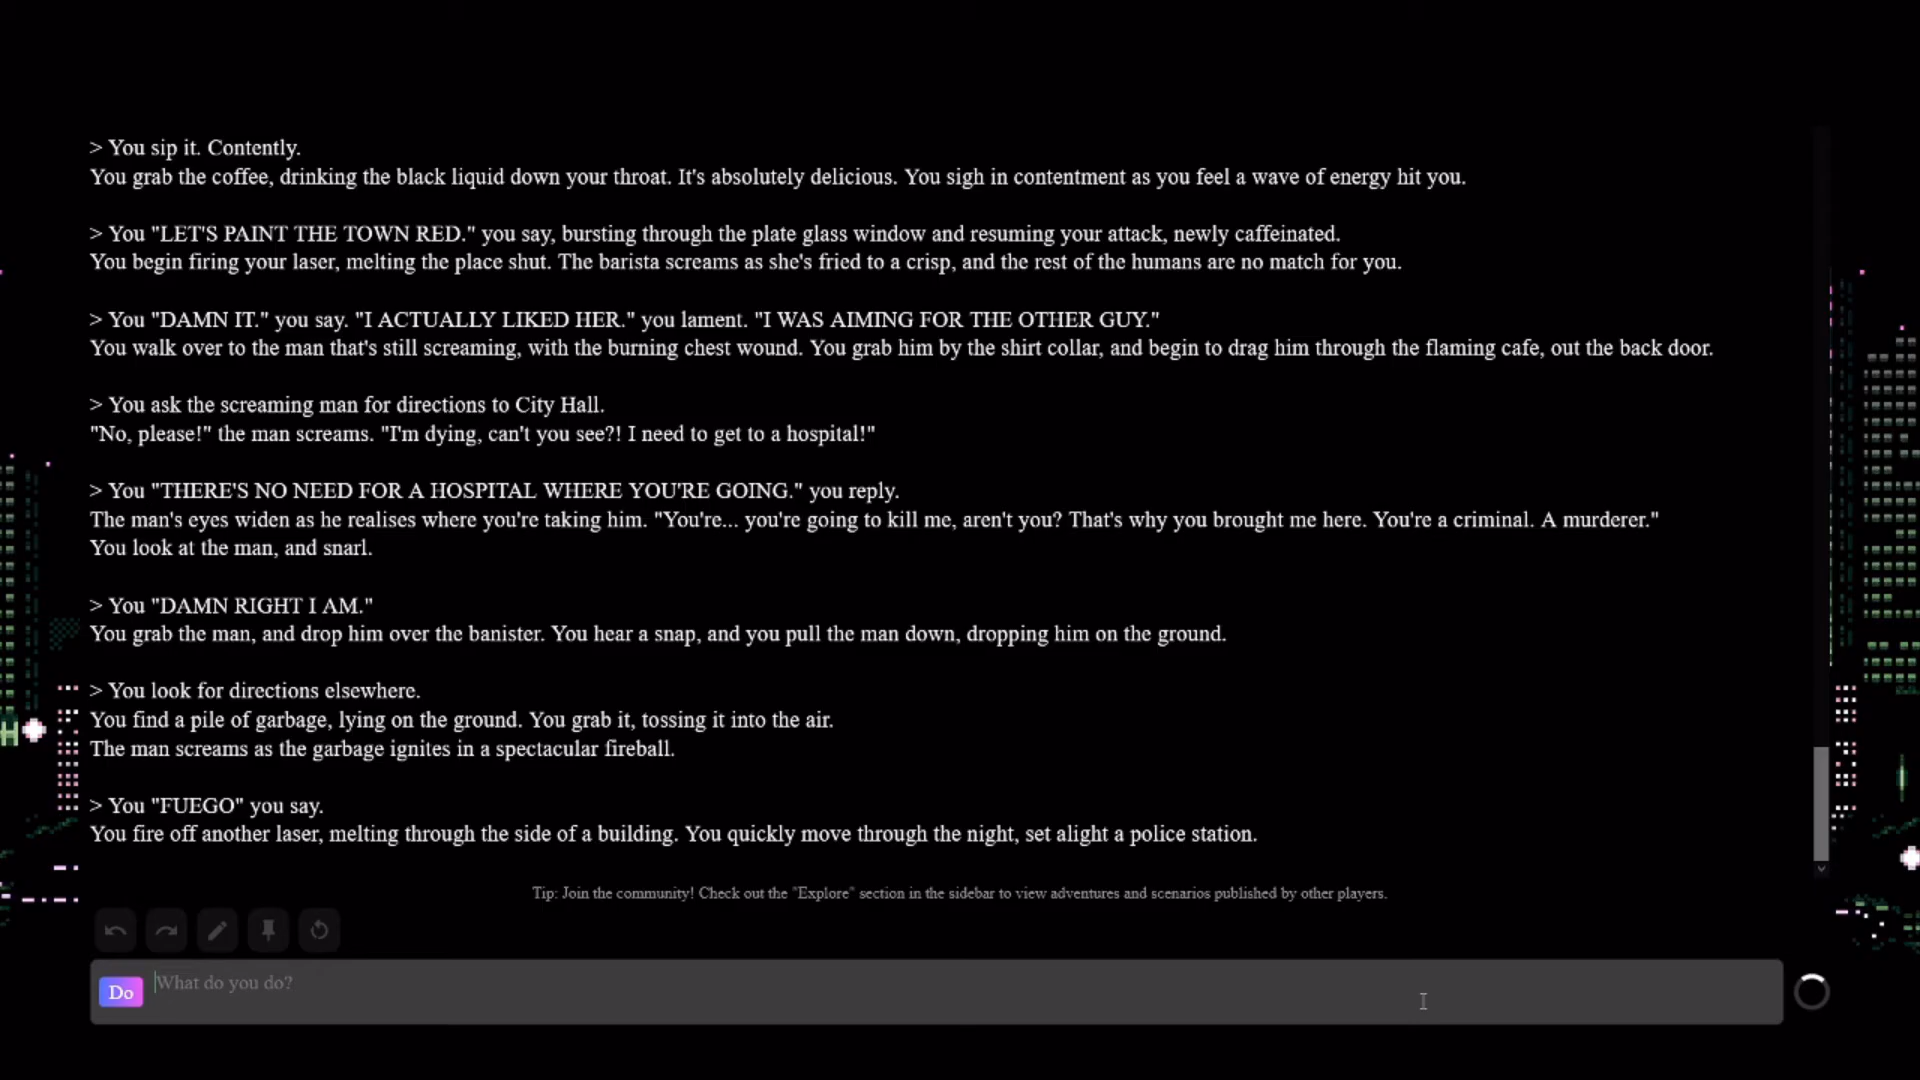 > You sip it. Contently.
You grab the coffee, drinking the black liquid down your throat. It's absolutely delicious. You sigh in contentment as you feel a wave of energy hit you.
> You "LET'S PAINT THE TOWN RED." you say, bursting through the plate glass window and resuming your attack, newly caffeinated.
You begin firing your laser, melting the place shut. The barista screams as she's fried to a crisp, and the rest of the humans are no match for you.
> You "DAMN IT." you say. "I ACTUALLY LIKED HER." you lament. "I WAS AIMING FOR THE OTHER GUY."
You walk over to the man that's still screaming, with the burning chest wound. You grab him by the shirt collar, and begin to drag him through the flaming cafe, out the back door.
> You ask the screaming man for directions to City Hall.
"No, please!" the man screams. "I'm dying, can't you see?! I need to get to a hospital!"
> You "THERE'S NO NEED FOR A HOSPITAL WHERE YOU'RE GOING." you reply.
The man's eyes widen as he realises where you're taking him. "You're... you're going to kill me, aren't you? That's why you brought me here. You're a criminal. A murderer."
You look at the man, and snarl.
> You "DAMN RIGHT I AM."
You grab the man, and drop him over the banister. You hear a snap, and you pull the man down, dropping him on the ground.
> You look for directions elsewhere.
You find a pile of garbage, lying on the ground. You grab it, tossing it into the air.
The man screams as the garbage ignites in a spectacular fireball.
> You "FUEGO" you say.
You fire off another laser, melting through the side of a building. You quickly move through the night, set alight a police station.
Tip: Join the community! Check out the "Explore" section in the sidebar to view adventures and scenarios published by other players.
Do What do you do?